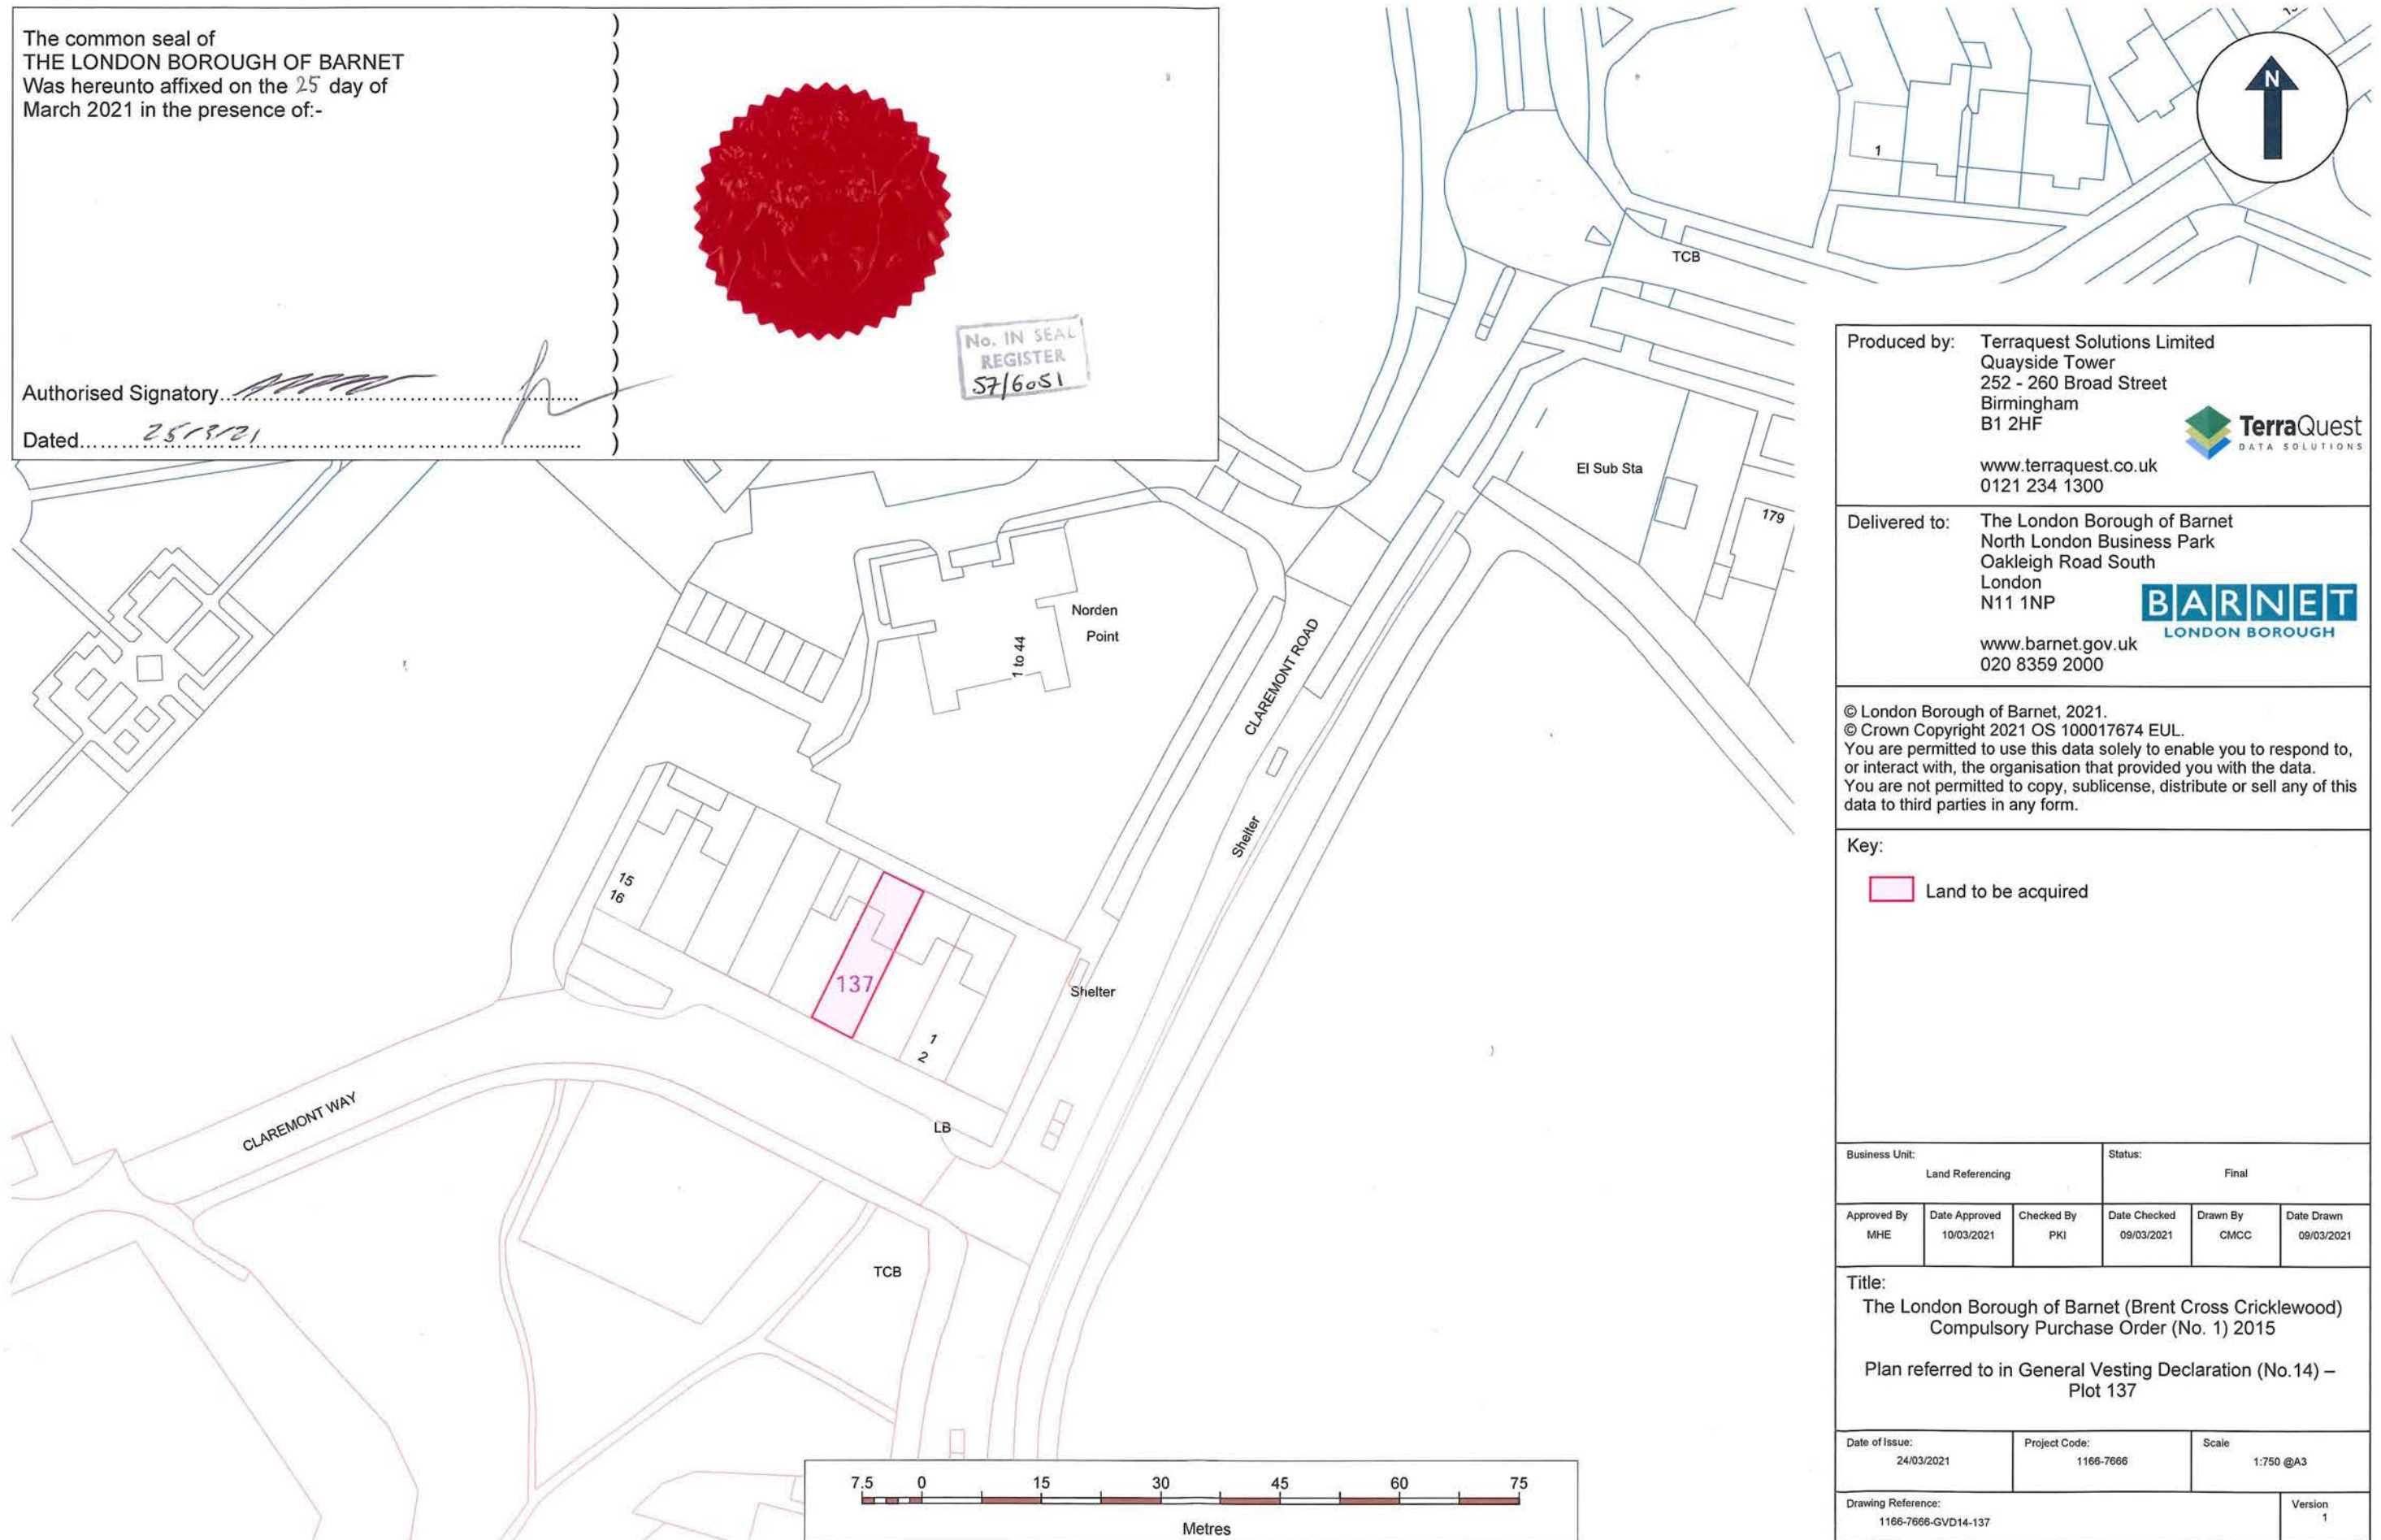 The common seal of
THE LONDON BOROUGH OF BARNET
Was hereunto affixed on the 25 day of
March 2021 in the presence of:-
Authorised Signatory
Dated 25/3/21
No. IN SEAL
REGISTER
57/6051
N
1
TCB
El Sub Sta
179
Norden
Point
1 to 44
CLAREMONT ROAD
Shelter
15
16
137
Shelter
1
2
CLAREMONT WAY
LB
TCB
7.5 0 15 30 45 60 75
Metres
Produced by: Terraquest Solutions Limited
Quayside Tower
252 - 260 Broad Street
Birmingham
B1 2HF
TerraQuest
DATA SOLUTIONS
www.terraquest.co.uk
0121 234 1300
Delivered to: The London Borough of Barnet
North London Business Park
Oakleigh Road South
London
N11 1NP
BARNET
LONDON BOROUGH
www.barnet.gov.uk
020 8359 2000
© London Borough of Barnet, 2021.
© Crown Copyright 2021 OS 100017674 EUL.
You are permitted to use this data solely to enable you to respond to,
or interact with, the organisation that provided you with the data.
You are not permitted to copy, sublicense, distribute or sell any of this
data to third parties in any form.
Key:
Land to be acquired
Business Unit: Status:
Land Referencing Final
Approved By Date Approved Checked By Date Checked Drawn By Date Drawn
MHE 10/03/2021 PKI 09/03/2021 CMCC 09/03/2021
Title:
The London Borough of Barnet (Brent Cross Cricklewood)
Compulsory Purchase Order (No. 1) 2015
Plan referred to in General Vesting Declaration (No.14) –
Plot 137
Date of Issue: Project Code: Scale
24/03/2021 1166-7666 1:750 @A3
Drawing Reference: Version
1166-7666-GVD14-137 1